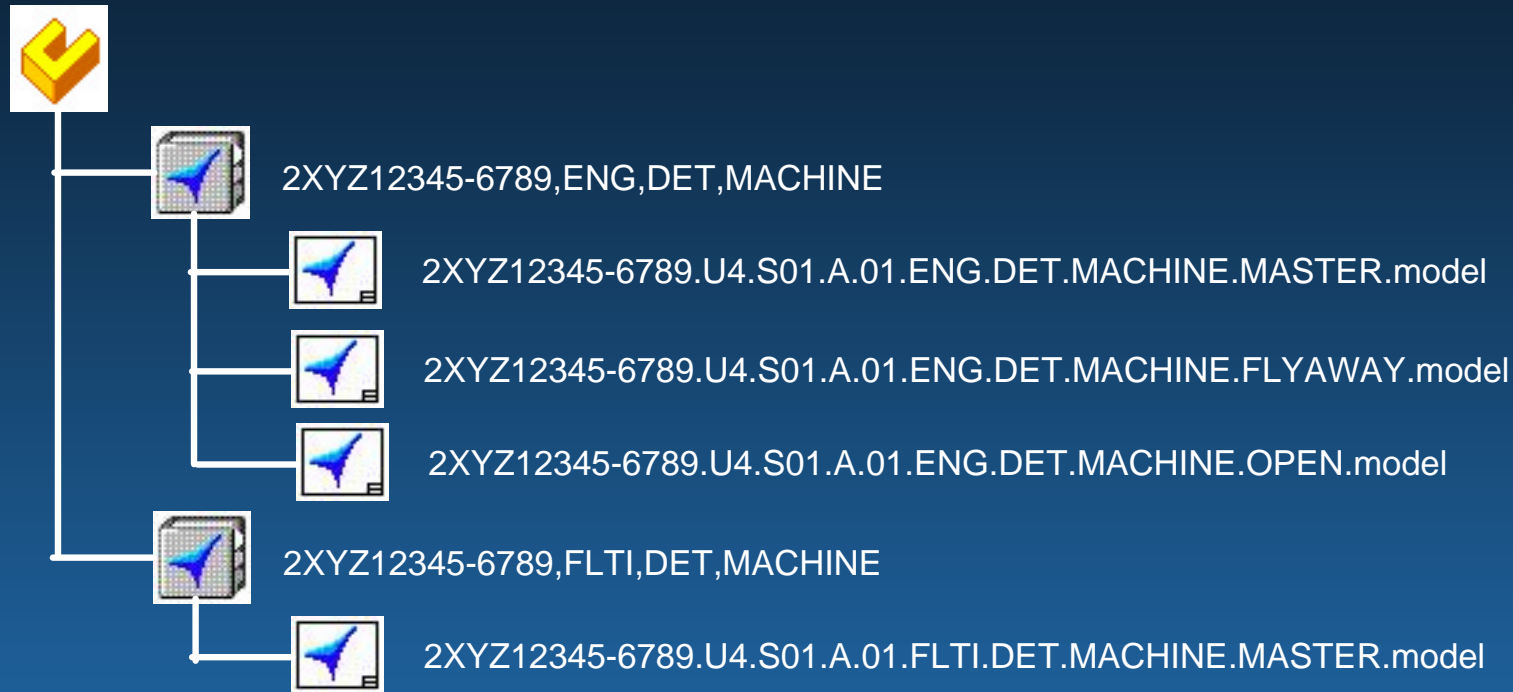 2XYZ12345-6789,ENG,DET,MACHINE
2XYZ12345-6789.U4.S01.A.01.ENG.DET.MACHINE.MASTER.model
2XYZ12345-6789.U4.S01.A.01.ENG.DET.MACHINE.FLYAWAY.model
2XYZ12345-6789.U4.S01.A.01.ENG.DET.MACHINE.OPEN.model
2XYZ12345-6789,FLTI,DET,MACHINE
2XYZ12345-6789.U4.S01.A.01.FLTI.DET.MACHINE.MASTER.model